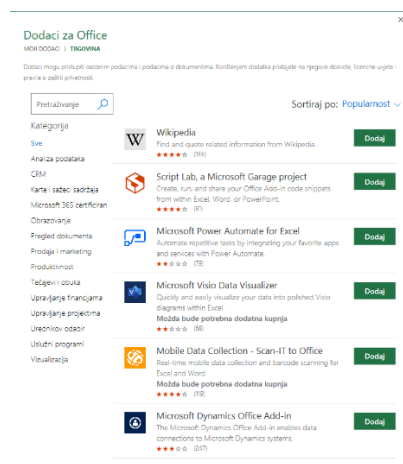 ×
Dodaci za Office
MOJI DODACI | TRGOVINA
Dodaci mogu pristupiti osobnim podacima i podacima o dokumentima. Korištenjem dodatka pristajete na njegove dozvole, licencne uvjete i
pravila o zaštiti privatnosti.
Pretraživanje
Sortiraj po: Popularnost
Kategorija
Sve
Analiza podataka
CRM
Karte i sažeci sadržaja
Microsoft 365 certificiran
Obrazovanje
Pregled dokumenta
Prodaja i marketing
Produktivnost
Tečajevi i obuka
Upravljanje financijama
Upravljanje projektima
Urednikov odabir
Uslužni programi
Vizualizacija
W
Wikipedia
Find and quote related information from Wikipedia.
★★★★☆ (155)
Dodaj
Script Lab, a Microsoft Garage project
Create, run, and share your Office Add-in code snippets
from within Excel, Word, or PowerPoint.
★★★★☆ (81)
Dodaj
Microsoft Power Automate for Excel
Automate repetitive tasks by integrating your favorite apps
and services with Power Automate.
★★☆☆☆ (79)
Dodaj
Microsoft Visio Data Visualizer
Quickly and easily visualize your data into polished Visio
diagrams within Excel
Možda bude potrebna dodatna kupnja
★★☆☆☆ (68)
Dodaj
Mobile Data Collection - Scan-IT to Office
Real-time mobile data collection and barcode scanning for
Excel and Word
Možda bude potrebna dodatna kupnja
★★★★☆ (119)
Dodaj
Microsoft Dynamics Office Add-in
The Microsoft Dynamics Office Add-in enables data
connections to Microsoft Dynamics systems.
★★★☆☆ (247)
Dodaj